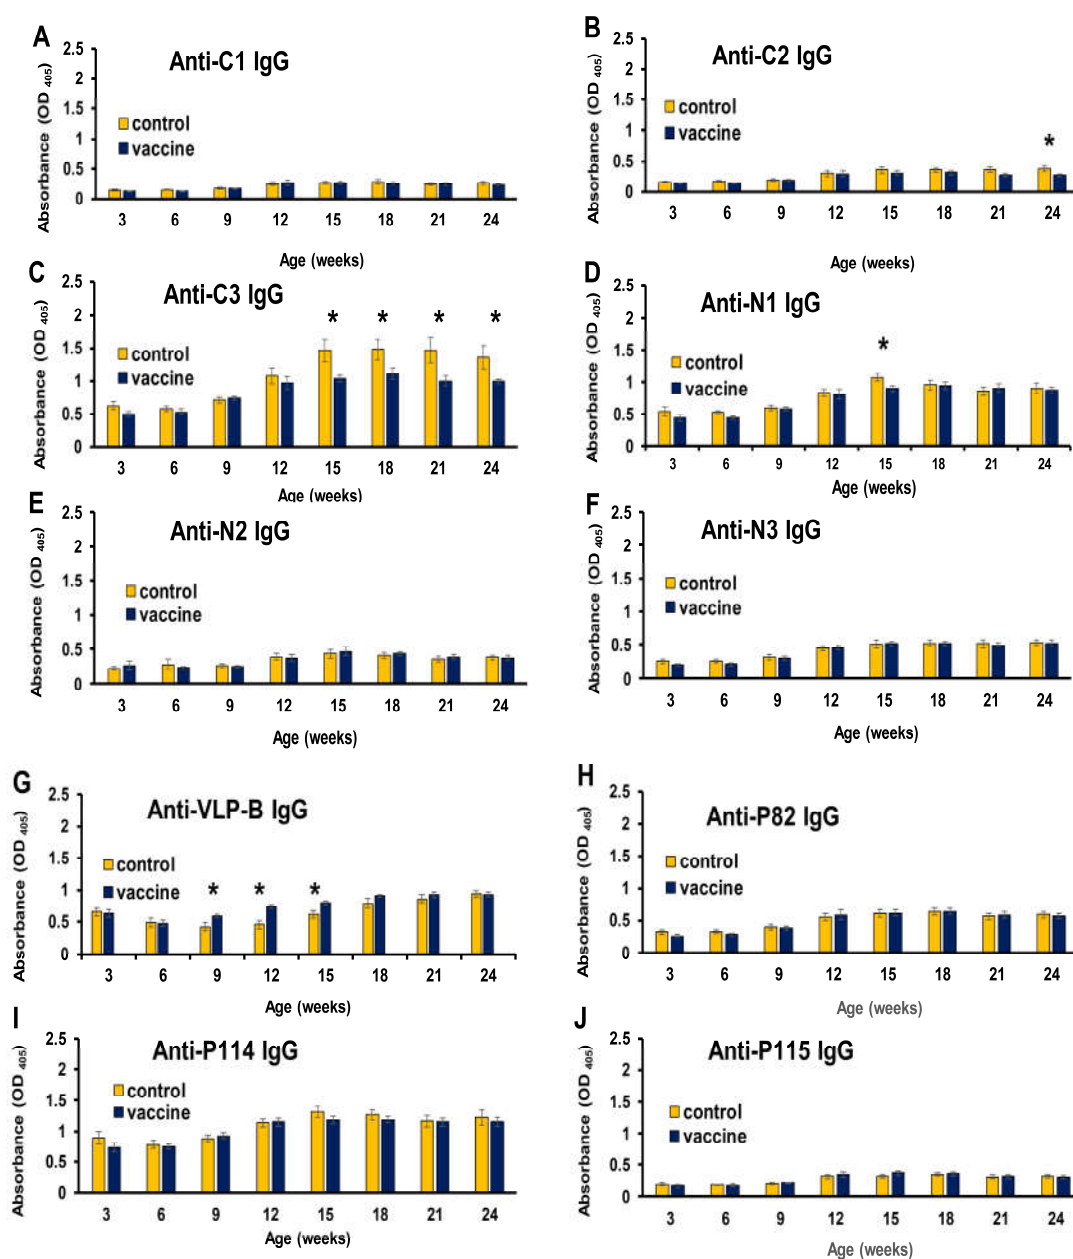 A
Anti-C1 IgG
Absorbance (OD 405)
2.5
2
1.5
1
0.5
0
control
vaccine
3 6 9 12 15 18 21 24
Age (weeks)
B
Anti-C2 IgG
Absorbance (OD 405)
2.5
2
1.5
1
0.5
0
control
vaccine
*
3 6 9 12 15 18 21 24
Age (weeks)
C
Anti-C3 IgG
Absorbance (OD 405)
2.5
2
1.5
1
0.5
0
control
vaccine
* * * *
3 6 9 12 15 18 21 24
Age (weeks)
D
Anti-N1 IgG
Absorbance (OD 405)
2.5
2
1.5
1
0.5
0
control
vaccine
*
3 6 9 12 15 18 21 24
Age (weeks)
E
Anti-N2 IgG
Absorbance (OD 405)
2.5
2
1.5
1
0.5
0
control
vaccine
3 6 9 12 15 18 21 24
Age (weeks)
F
Anti-N3 IgG
Absorbance (OD 405)
2.5
2
1.5
1
0.5
0
control
vaccine
3 6 9 12 15 18 21 24
Age (weeks)
G
Anti-VLP-B IgG
Absorbance (OD 405)
2.5
2
1.5
1
0.5
0
control
vaccine
* * *
3 6 9 12 15 18 21 24
Age (weeks)
H
Anti-P82 IgG
Absorbance (OD 405)
2.5
2
1.5
1
0.5
0
control
vaccine
3 6 9 12 15 18 21 24
Age (weeks)
I
Anti-P114 IgG
Absorbance (OD 405)
2.5
2
1.5
1
0.5
0
control
vaccine
3 6 9 12 15 18 21 24
Age (weeks)
J
Anti-P115 IgG
Absorbance (OD 405)
2.5
2
1.5
1
0.5
0
control
vaccine
3 6 9 12 15 18 21 24
Age (weeks)